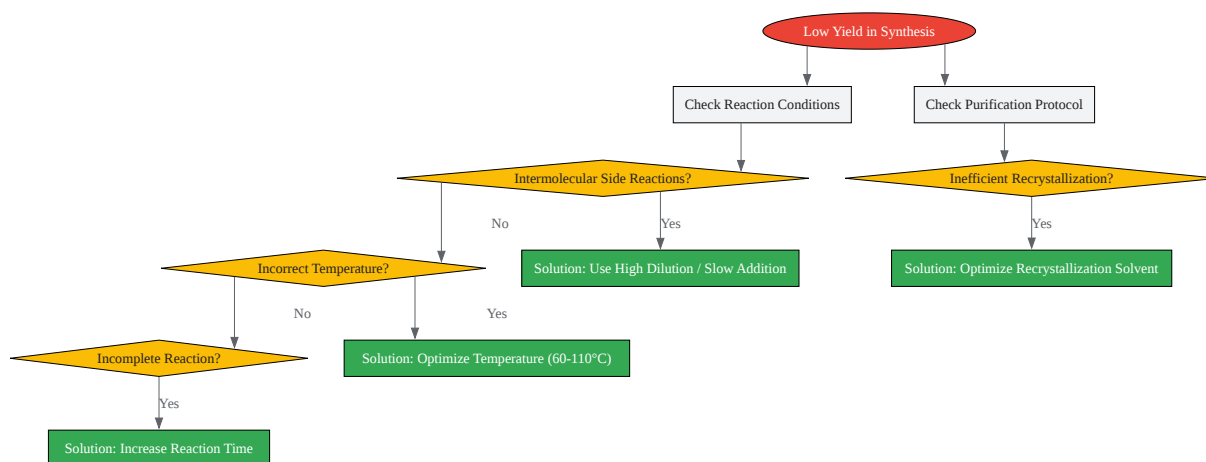 Low Yield in Synthesis
Check Reaction Conditions
Check Purification Protocol
Intermolecular Side Reactions?
Inefficient Recrystallization?
No
Yes
Yes
Incorrect Temperature?
Solution: Use High Dilution / Slow Addition
Solution: Optimize Recrystallization Solvent
No
Yes
Incomplete Reaction?
Solution: Optimize Temperature (60-110°C)
Yes
Solution: Increase Reaction Time